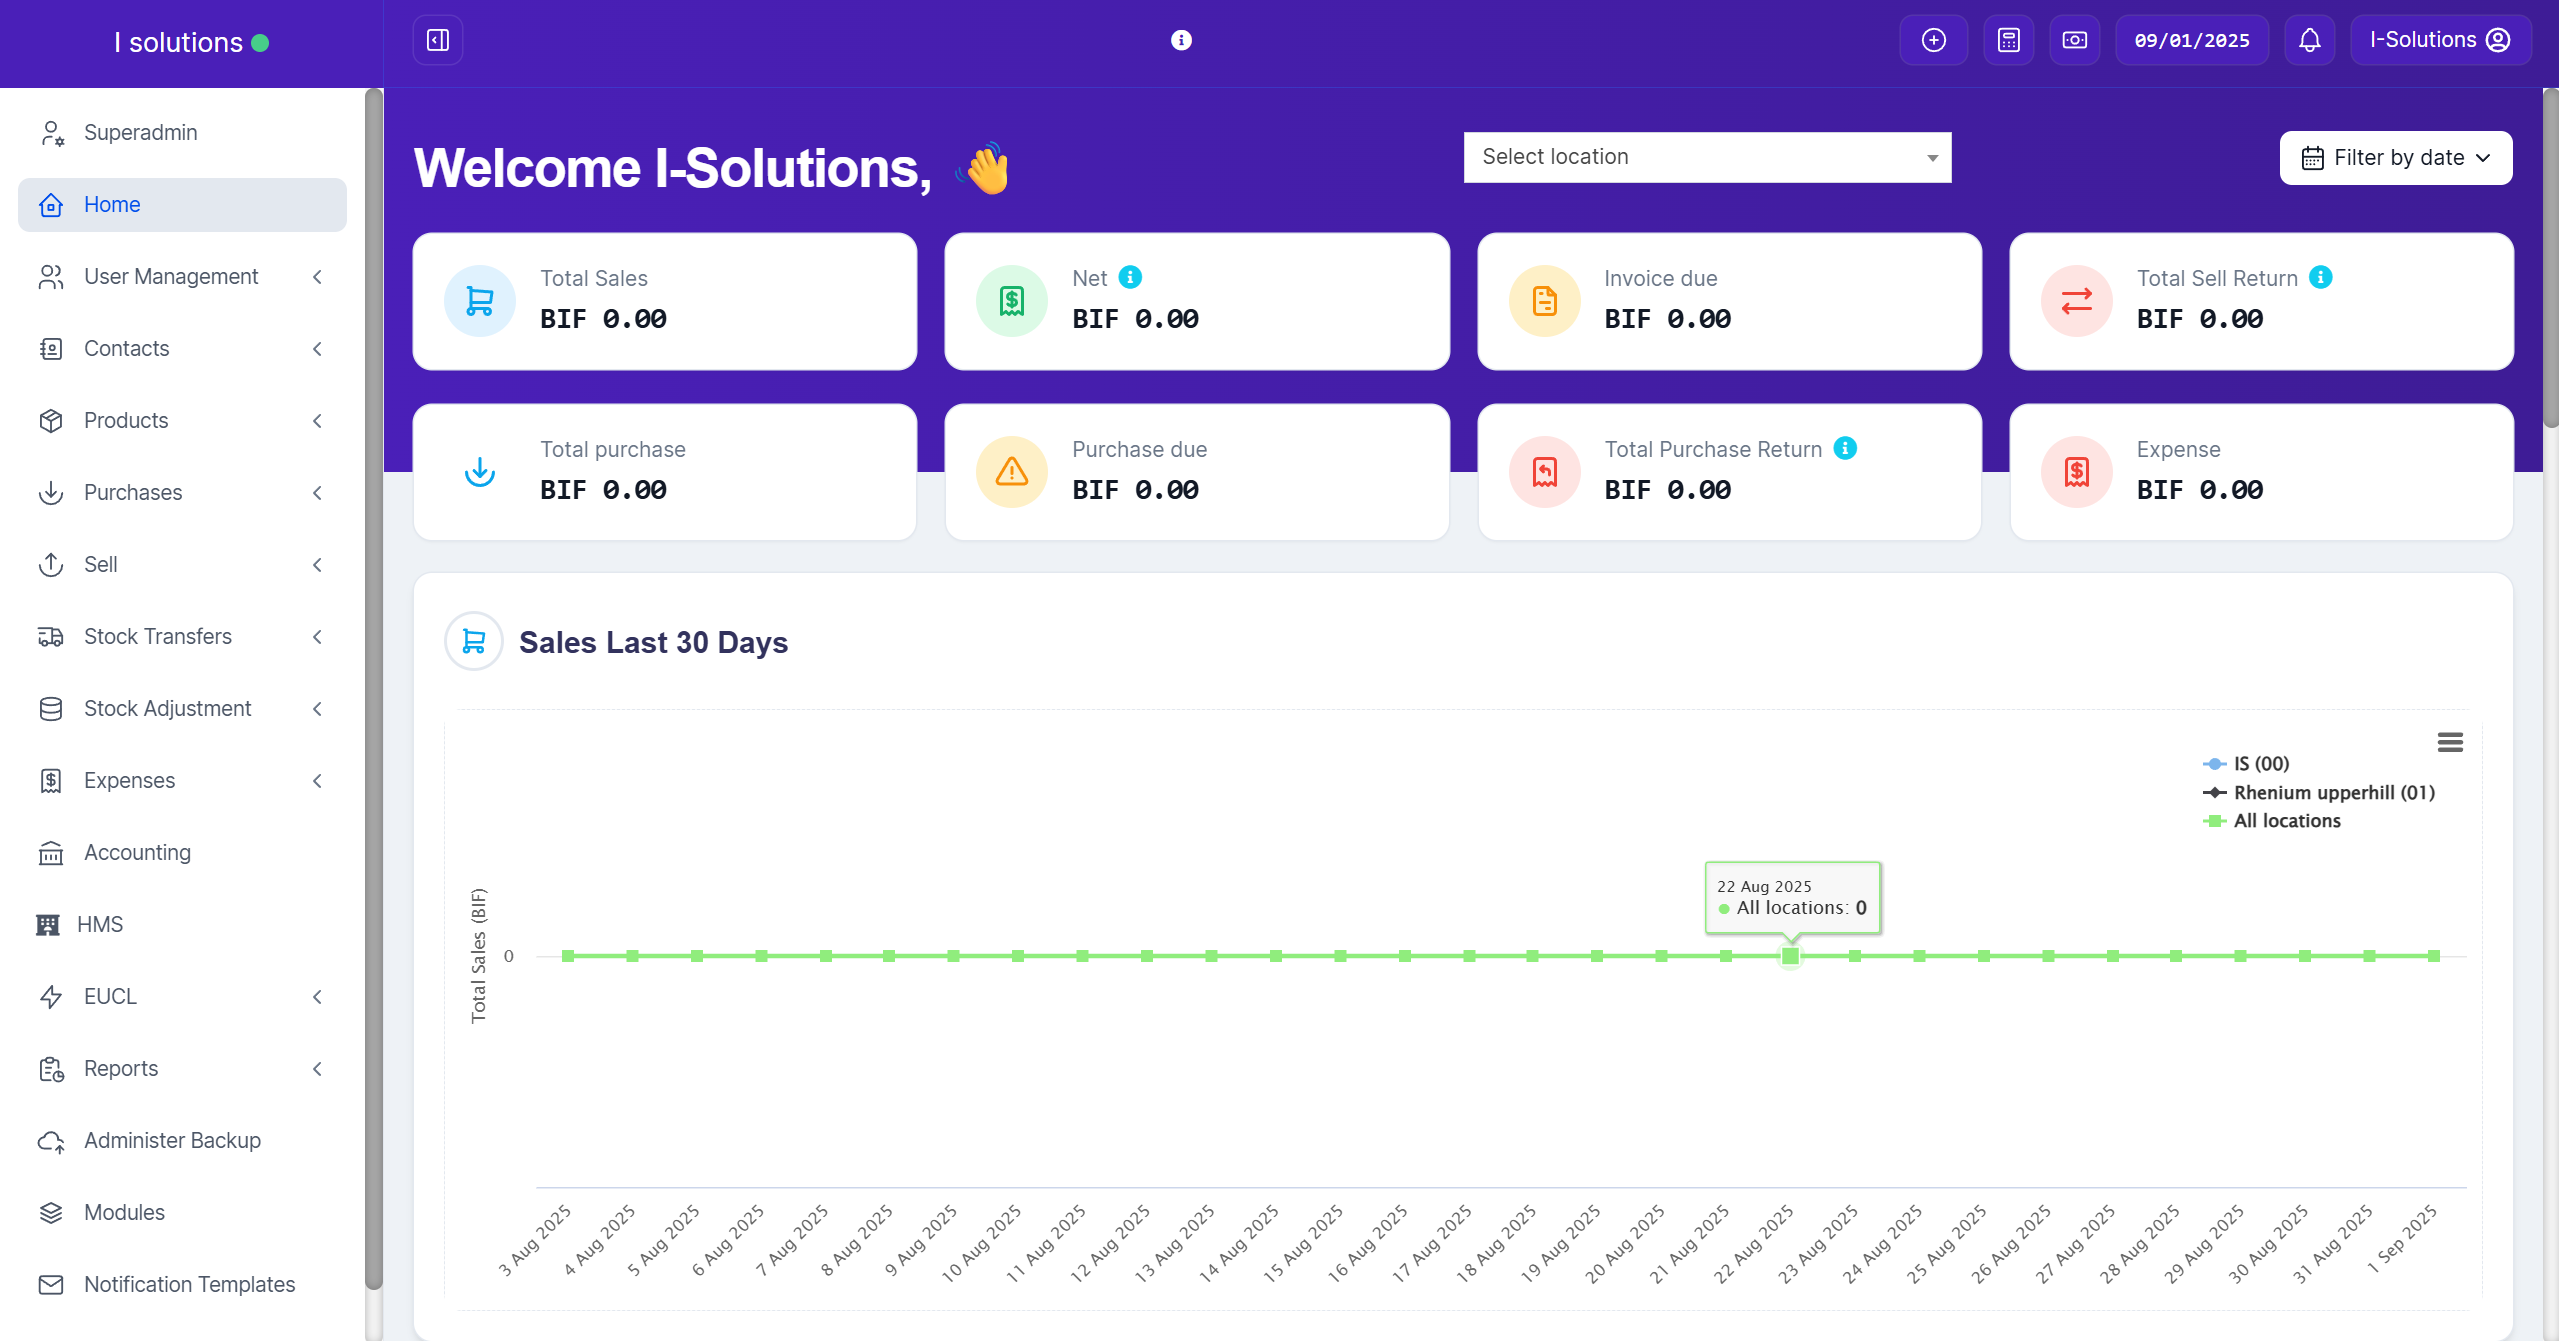 I solutions
09/01/2025
I-Solutions
Superadmin
Home
User Management
Contacts
Products
Purchases
Sell
Stock Transfers
Stock Adjustment
Expenses
Accounting
HMS
EUCL
Reports
Administer Backup
Modules
Notification Templates
Welcome I-Solutions,
Select location
Filter by date
Total Sales
BIF 0.00
Net
BIF 0.00
Invoice due
BIF 0.00
Total Sell Return
BIF 0.00
Total purchase
BIF 0.00
Purchase due
BIF 0.00
Total Purchase Return
BIF 0.00
Expense
BIF 0.00
Sales Last 30 Days
IS (00)
Rhenium upperhill (01)
All locations
22 Aug 2025
All locations: 0
Total Sales (BIF)
0
3 Aug 2025
4 Aug 2025
5 Aug 2025
6 Aug 2025
7 Aug 2025
8 Aug 2025
9 Aug 2025
10 Aug 2025
11 Aug 2025
12 Aug 2025
13 Aug 2025
14 Aug 2025
15 Aug 2025
16 Aug 2025
17 Aug 2025
18 Aug 2025
19 Aug 2025
20 Aug 2025
21 Aug 2025
22 Aug 2025
23 Aug 2025
24 Aug 2025
25 Aug 2025
26 Aug 2025
27 Aug 2025
28 Aug 2025
29 Aug 2025
30 Aug 2025
31 Aug 2025
1 Sep 2025